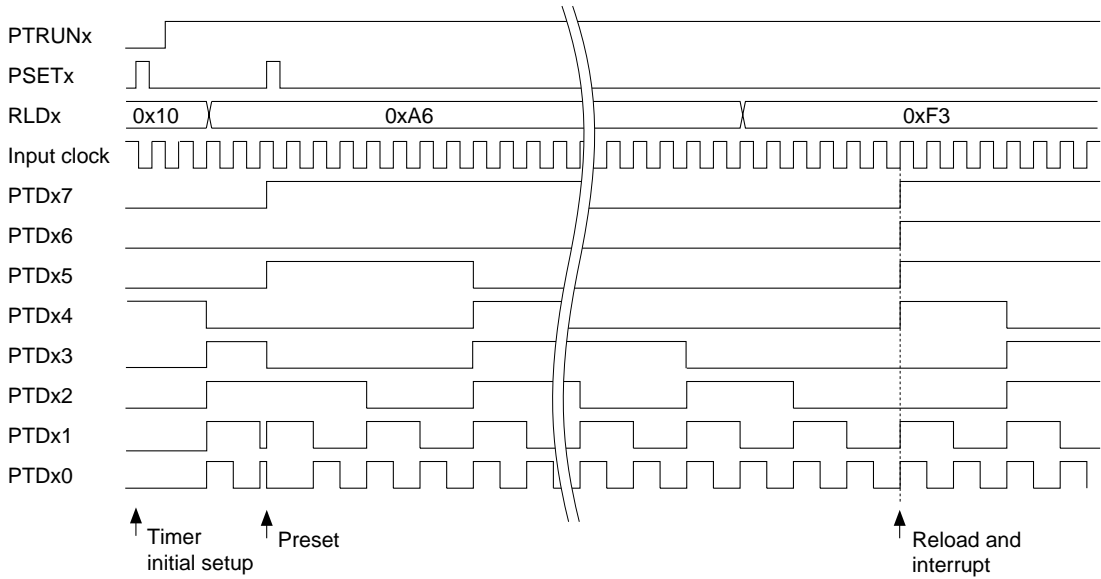 PTRUNx
PSETx
RLDx 0x10 0xA6 0xF3
Input clock
PTDx7
PTDx6
PTDx5
PTDx4
PTDx3
PTDx2
PTDx1
PTDx0
Timer
initial setup
Preset
Reload and
interrupt